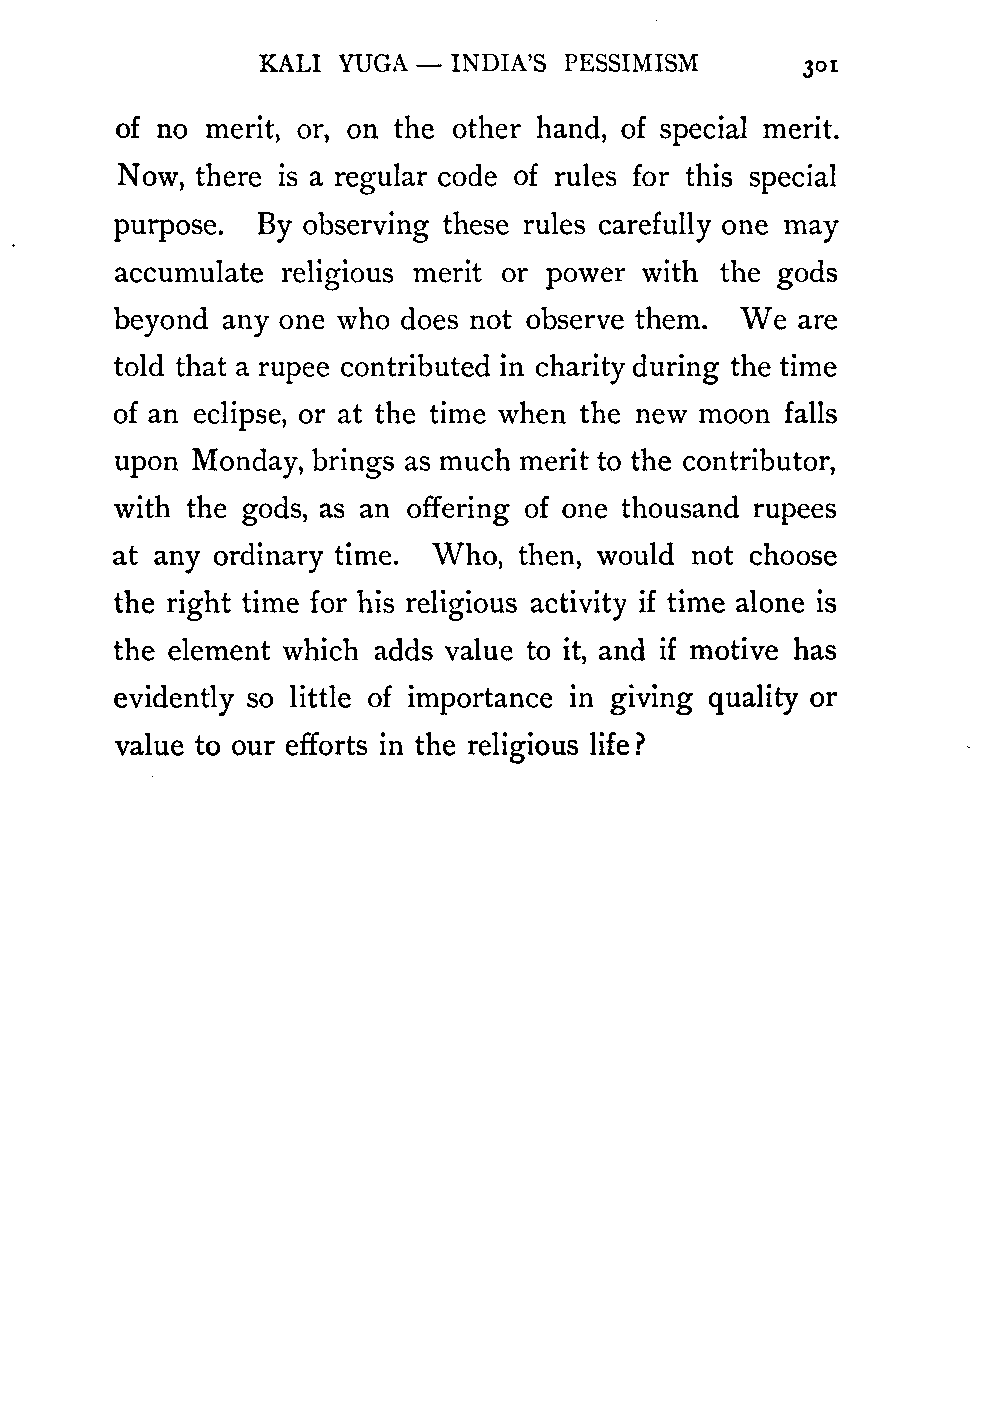 KALI YUGA — INDIA'S PESSIMISM 301
of no merit, or, on the other hand, of special merit.
Now, there is a regular code of rules for this special
purpose. By observing these rules carefully one may
accumulate religious merit or power with the gods
beyond any one who does not observe them. We are
told that a rupee contributed in charity during the time
of an eclipse, or at the time when the new moon falls
upon Monday, brings as much merit to the contributor,
with the gods, as an offering of one thousand rupees
at any ordinary time. Who, then, would not choose
the right time for his religious activity if time alone is
the element which adds value to it, and if motive has
evidently so little of importance in giving quality or
value to our efforts in the religious life?